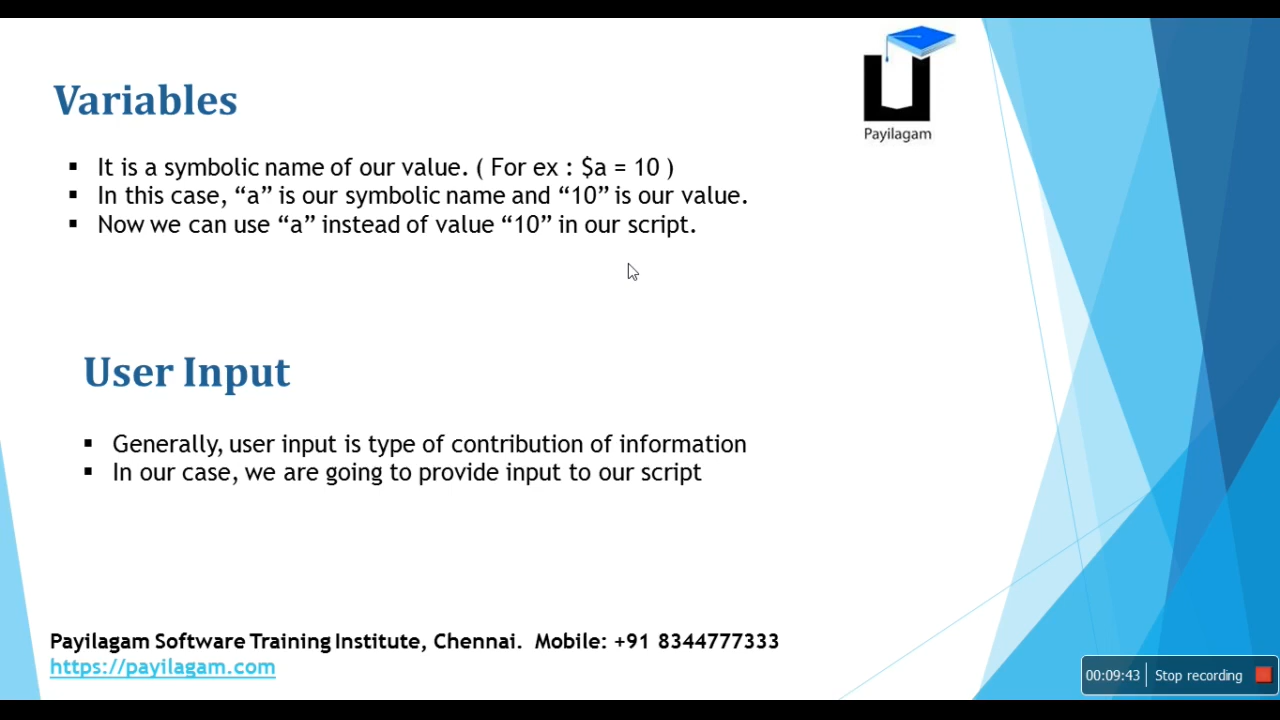 Payilagam
Variables
▪ It is a symbolic name of our value. ( For ex : $a = 10 )
▪ In this case, “a” is our symbolic name and “10” is our value.
▪ Now we can use “a” instead of value “10” in our script.
User Input
▪ Generally, user input is type of contribution of information
▪ In our case, we are going to provide input to our script
Payilagam Software Training Institute, Chennai. Mobile: +91 8344777333
https://payilagam.com
00:09:43 Stop recording